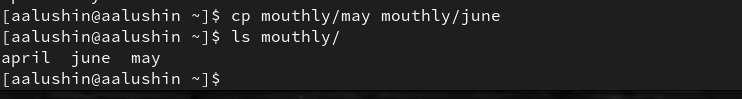 [aalushin@aalushin ~]$ cp mouthly/may mouthly/june
[aalushin@aalushin ~]$ ls mouthly/
april  june  may
[aalushin@aalushin ~]$